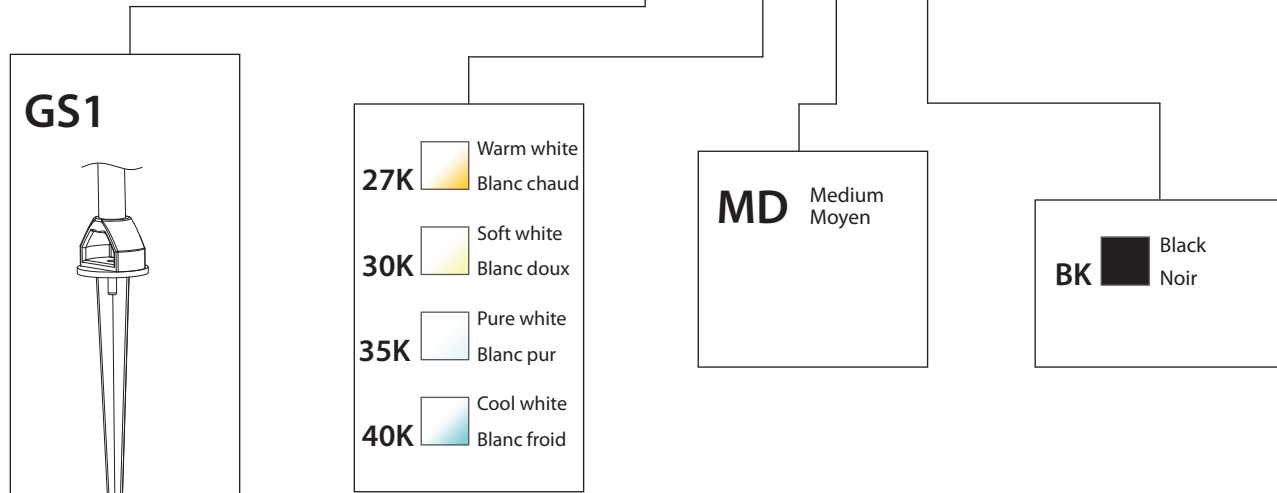 GS1
27K
Warm white
Blanc chaud
30K
Soft white
Blanc doux
35K
Pure white
Blanc pur
40K
Cool white
Blanc froid
MD
Medium
Moyen
BK
Black
Noir